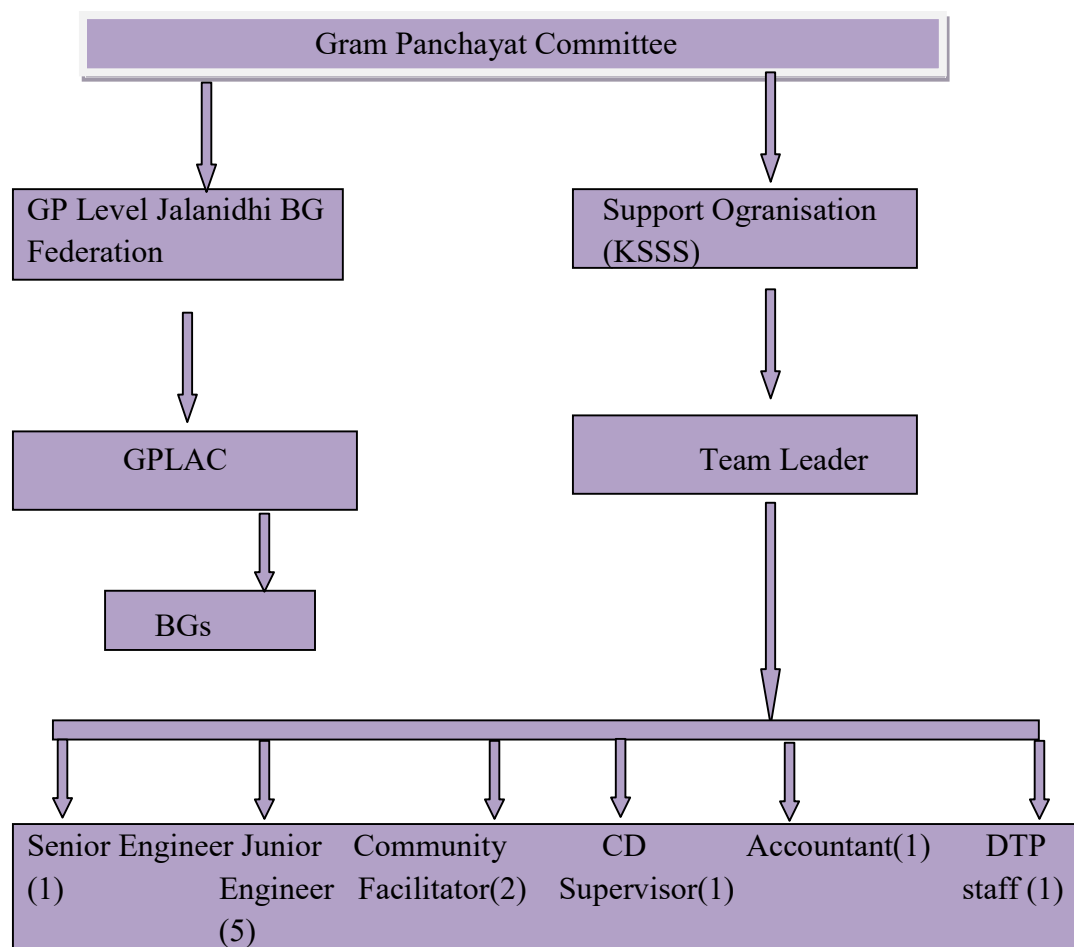 Gram Panchayat Committee
GP Level Jalanidhi BG
Federation
Support Ogranisation
(KSSS)
GPLAC
Team Leader
BGs
Senior Engineer Junior Community CD Accountant(1) DTP
(1) Engineer Facilitator(2) Supervisor(1) staff (1)
(5)